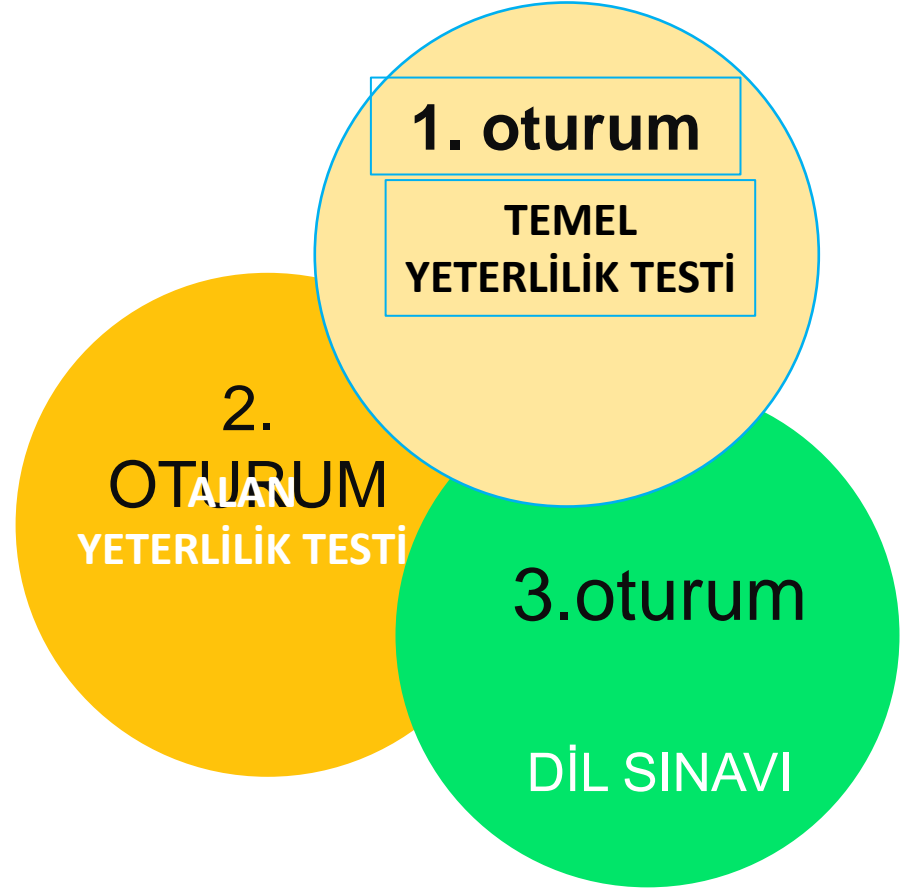 1. oturum
TEMEL
YETERLİLİK TESTİ
2.
OTURUM
ALAN
YETERLİLİK TESTİ
3.oturum
DİL SINAVI